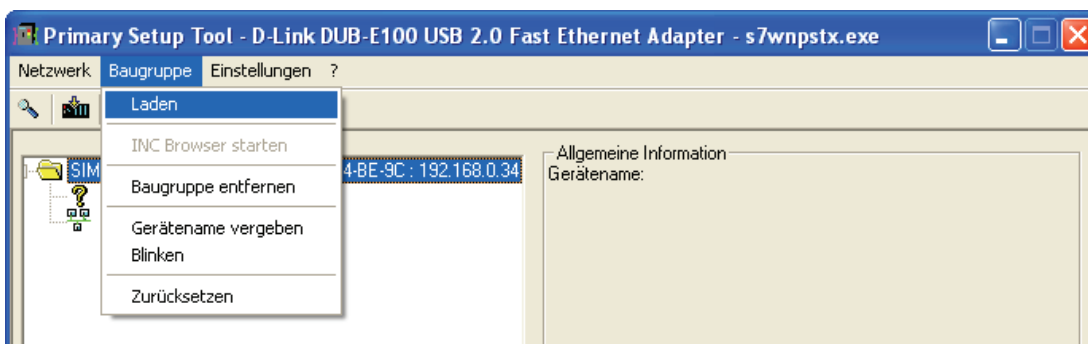 Primary Setup Tool - D-Link DUB-E100 USB 2.0 Fast Ethernet Adapter - s7wnpstx.exe
Netzwerk Baugruppe Einstellungen ?
Laden
INC Browser starten
Baugruppe entfernen
Gerätename vergeben
Blinken
Zurücksetzen
SIM
4-BE-9C : 192.168.0.34
Allgemeine Information
Gerätename: